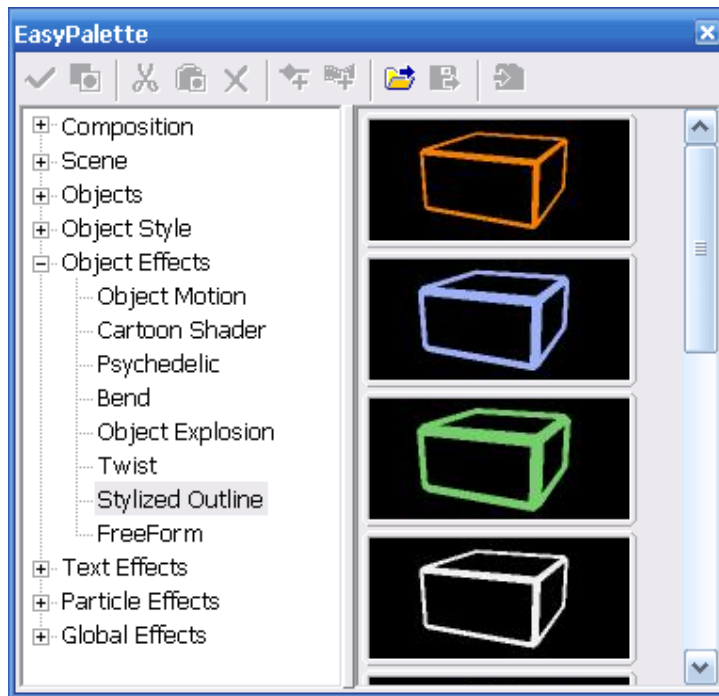 EasyPalette
Composition
Scene
Objects
Object Style
Object Effects
Object Motion
Cartoon Shader
Psychedelic
Bend
Object Explosion
Twist
Stylized Outline
FreeForm
Text Effects
Particle Effects
Global Effects